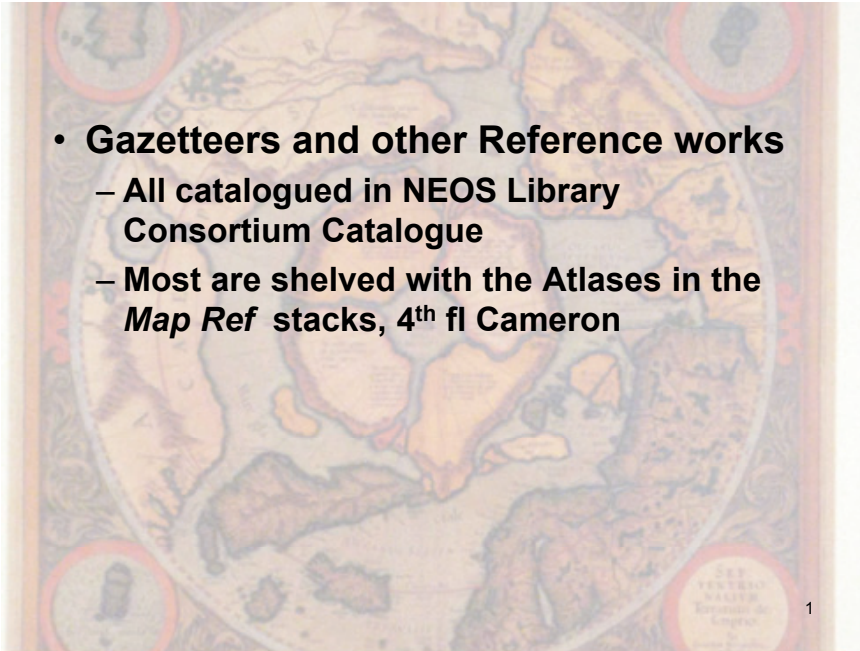 • Gazetteers and other Reference works
– All catalogued in NEOS Library
Consortium Catalogue
– Most are shelved with the Atlases in the
Map Ref stacks, 4th fl Cameron
1